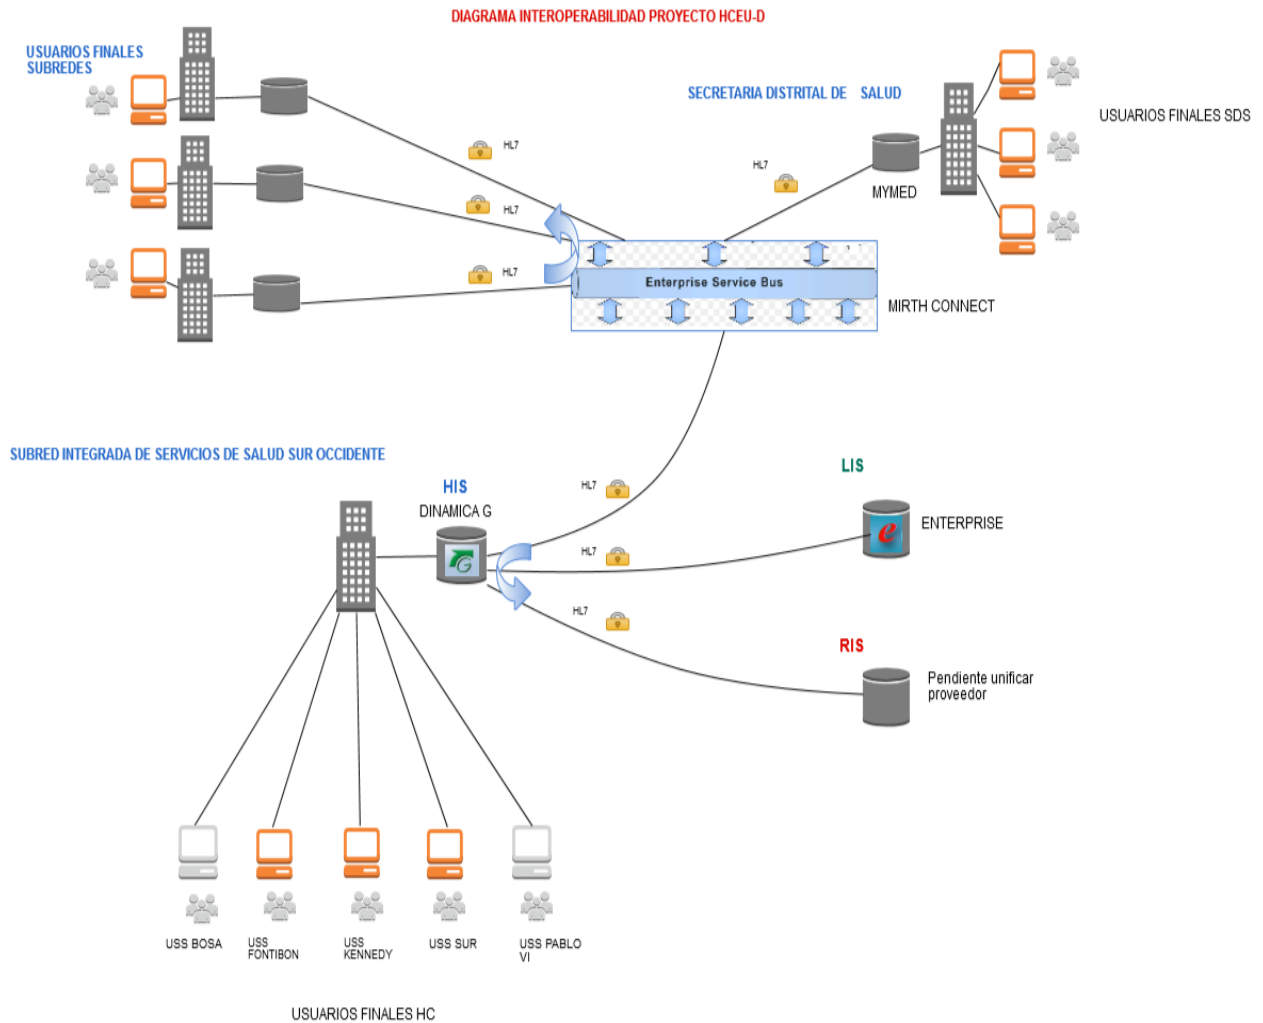 DIAGRAMA INTEROPERABILIDAD PROYECTO HCEU-D
USUARIOS FINALES
SUBREDES
SECRETARIA DISTRITAL DE SALUD
USUARIOS FINALES SDS
HL7
HL7
MYMED
HL7
HL7
Enterprise Service Bus
MIRTH CONNECT
SUBRED INTEGRADA DE SERVICIOS DE SALUD SUR OCCIDENTE
HIS
DINAMICA G
LIS
HL7
e
ENTERPRISE
G
HL7
HL7
RIS
Pendiente unificar
proveedor
USS BOSA
USS
FONTIBON
USS
KENNEDY
USS SUR
USS PABLO
VI
USUARIOS FINALES HC